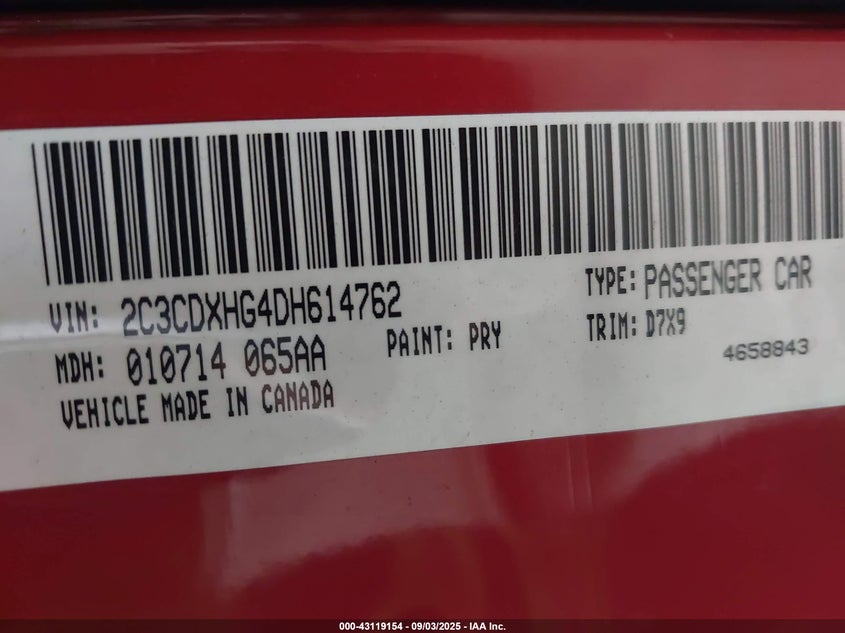 VIN: 2C3CDXHG4DH614762
TYPE: PASSENGER CAR
MDH: 010714 065AA
PAINT: PRY
TRIM: D7X9
VEHICLE MADE IN CANADA
4658843
000-43119154 - 09/03/2025 - IAA Inc.